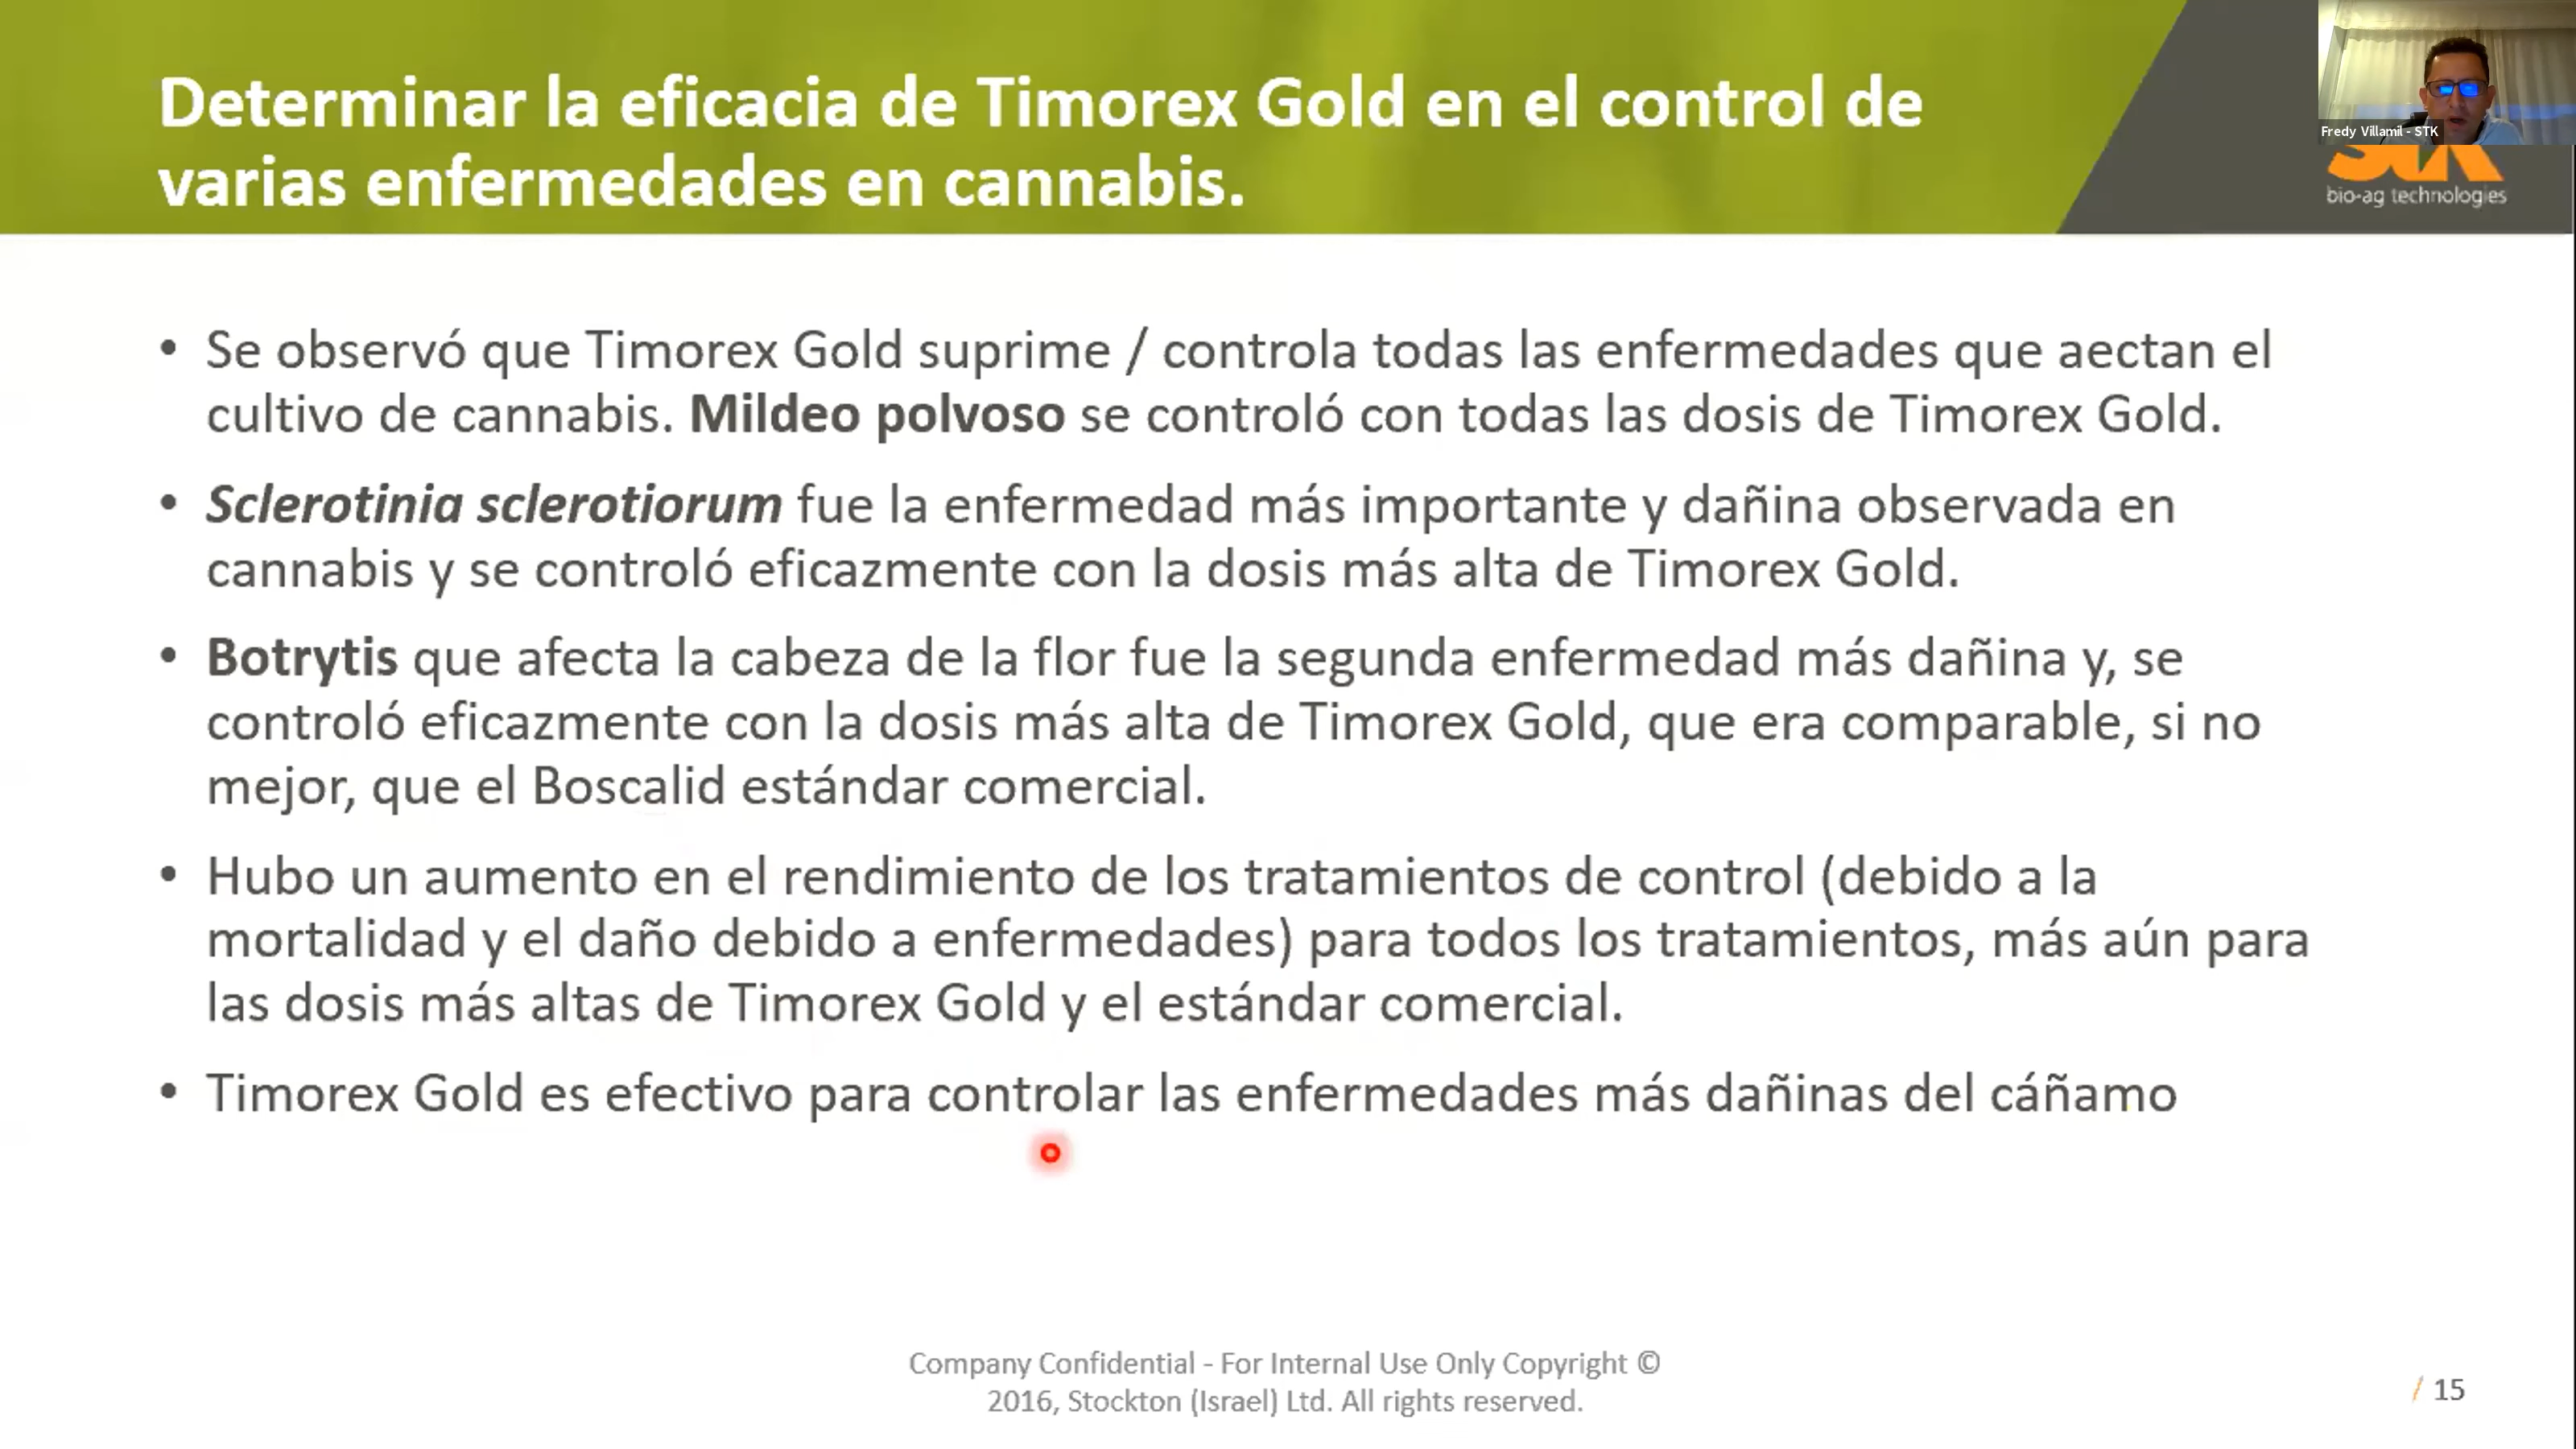 Determinar la eficacia de Timorex Gold en el control de
varias enfermedades en cannabis.
Fredy Villamil - STK
stk
bio-ag technologies
• Se observó que Timorex Gold suprime / controla todas las enfermedades que aectan el
cultivo de cannabis. Mildeo polvoso se controló con todas las dosis de Timorex Gold.
• Sclerotinia sclerotiorum fue la enfermedad más importante y dañina observada en
cannabis y se controló eficazmente con la dosis más alta de Timorex Gold.
• Botrytis que afecta la cabeza de la flor fue la segunda enfermedad más dañina y, se
controló eficazmente con la dosis más alta de Timorex Gold, que era comparable, si no
mejor, que el Boscalid estándar comercial.
• Hubo un aumento en el rendimiento de los tratamientos de control (debido a la
mortalidad y el daño debido a enfermedades) para todos los tratamientos, más aún para
las dosis más altas de Timorex Gold y el estándar comercial.
• Timorex Gold es efectivo para controlar las enfermedades más dañinas del cáñamo
Company Confidential - For Internal Use Only Copyright ©
2016, Stockton (Israel) Ltd. All rights reserved.
/ 15